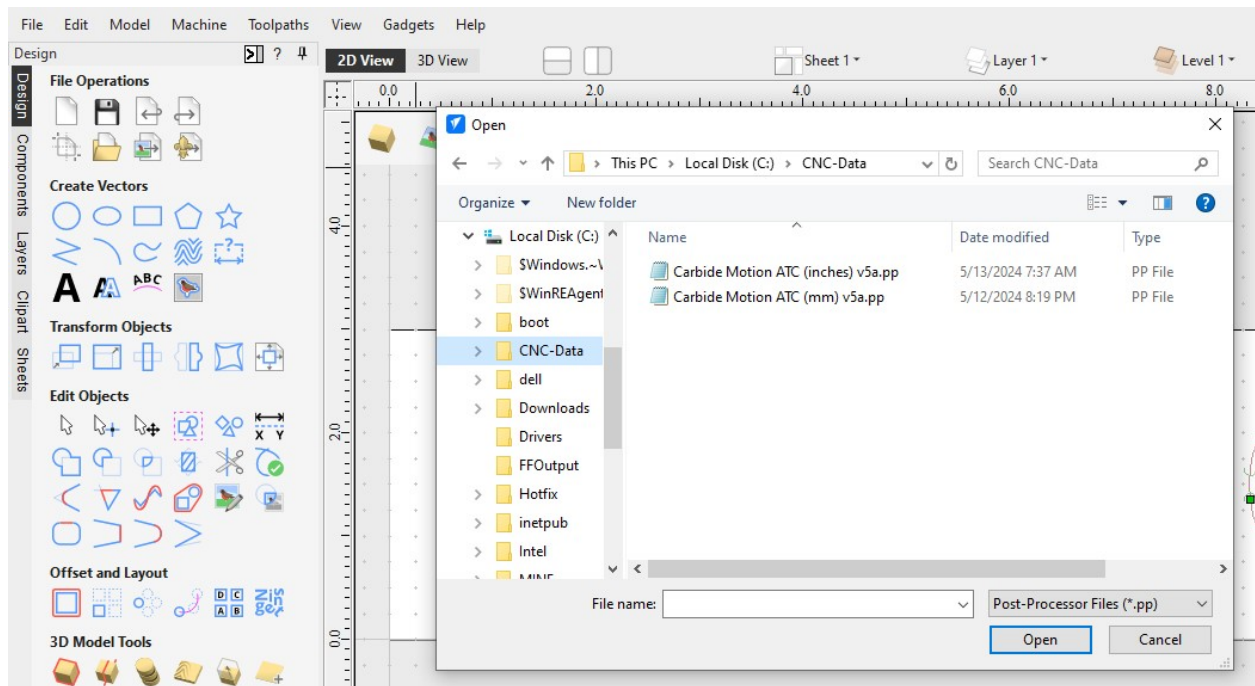 File Edit Model Machine Toolpaths View Gadgets Help
Design
?
2D View 3D View
Sheet 1
Layer 1
Level 1
Design
Components
Layers
Clipart
Sheets
File Operations
Create Vectors
A A ABC
Transform Objects
Edit Objects
X Y
Offset and Layout
D C
A B
3D Model Tools
0.0 2.0 4.0 6.0 8.0
4.0
2.0
0.0
Open
This PC > Local Disk (C:) > CNC-Data
Search CNC-Data
Organize New folder
?
Name Date modified Type
Local Disk (C:)
$Windows.~
$WinREAgent
boot
CNC-Data
dell
Downloads
Drivers
FFOutput
Hotfix
inetpub
Intel
Carbide Motion ATC (inches) v5a.pp 5/13/2024 7:37 AM PP File
Carbide Motion ATC (mm) v5a.pp 5/12/2024 8:19 PM PP File
File name:
Post-Processor Files (*.pp)
Open Cancel